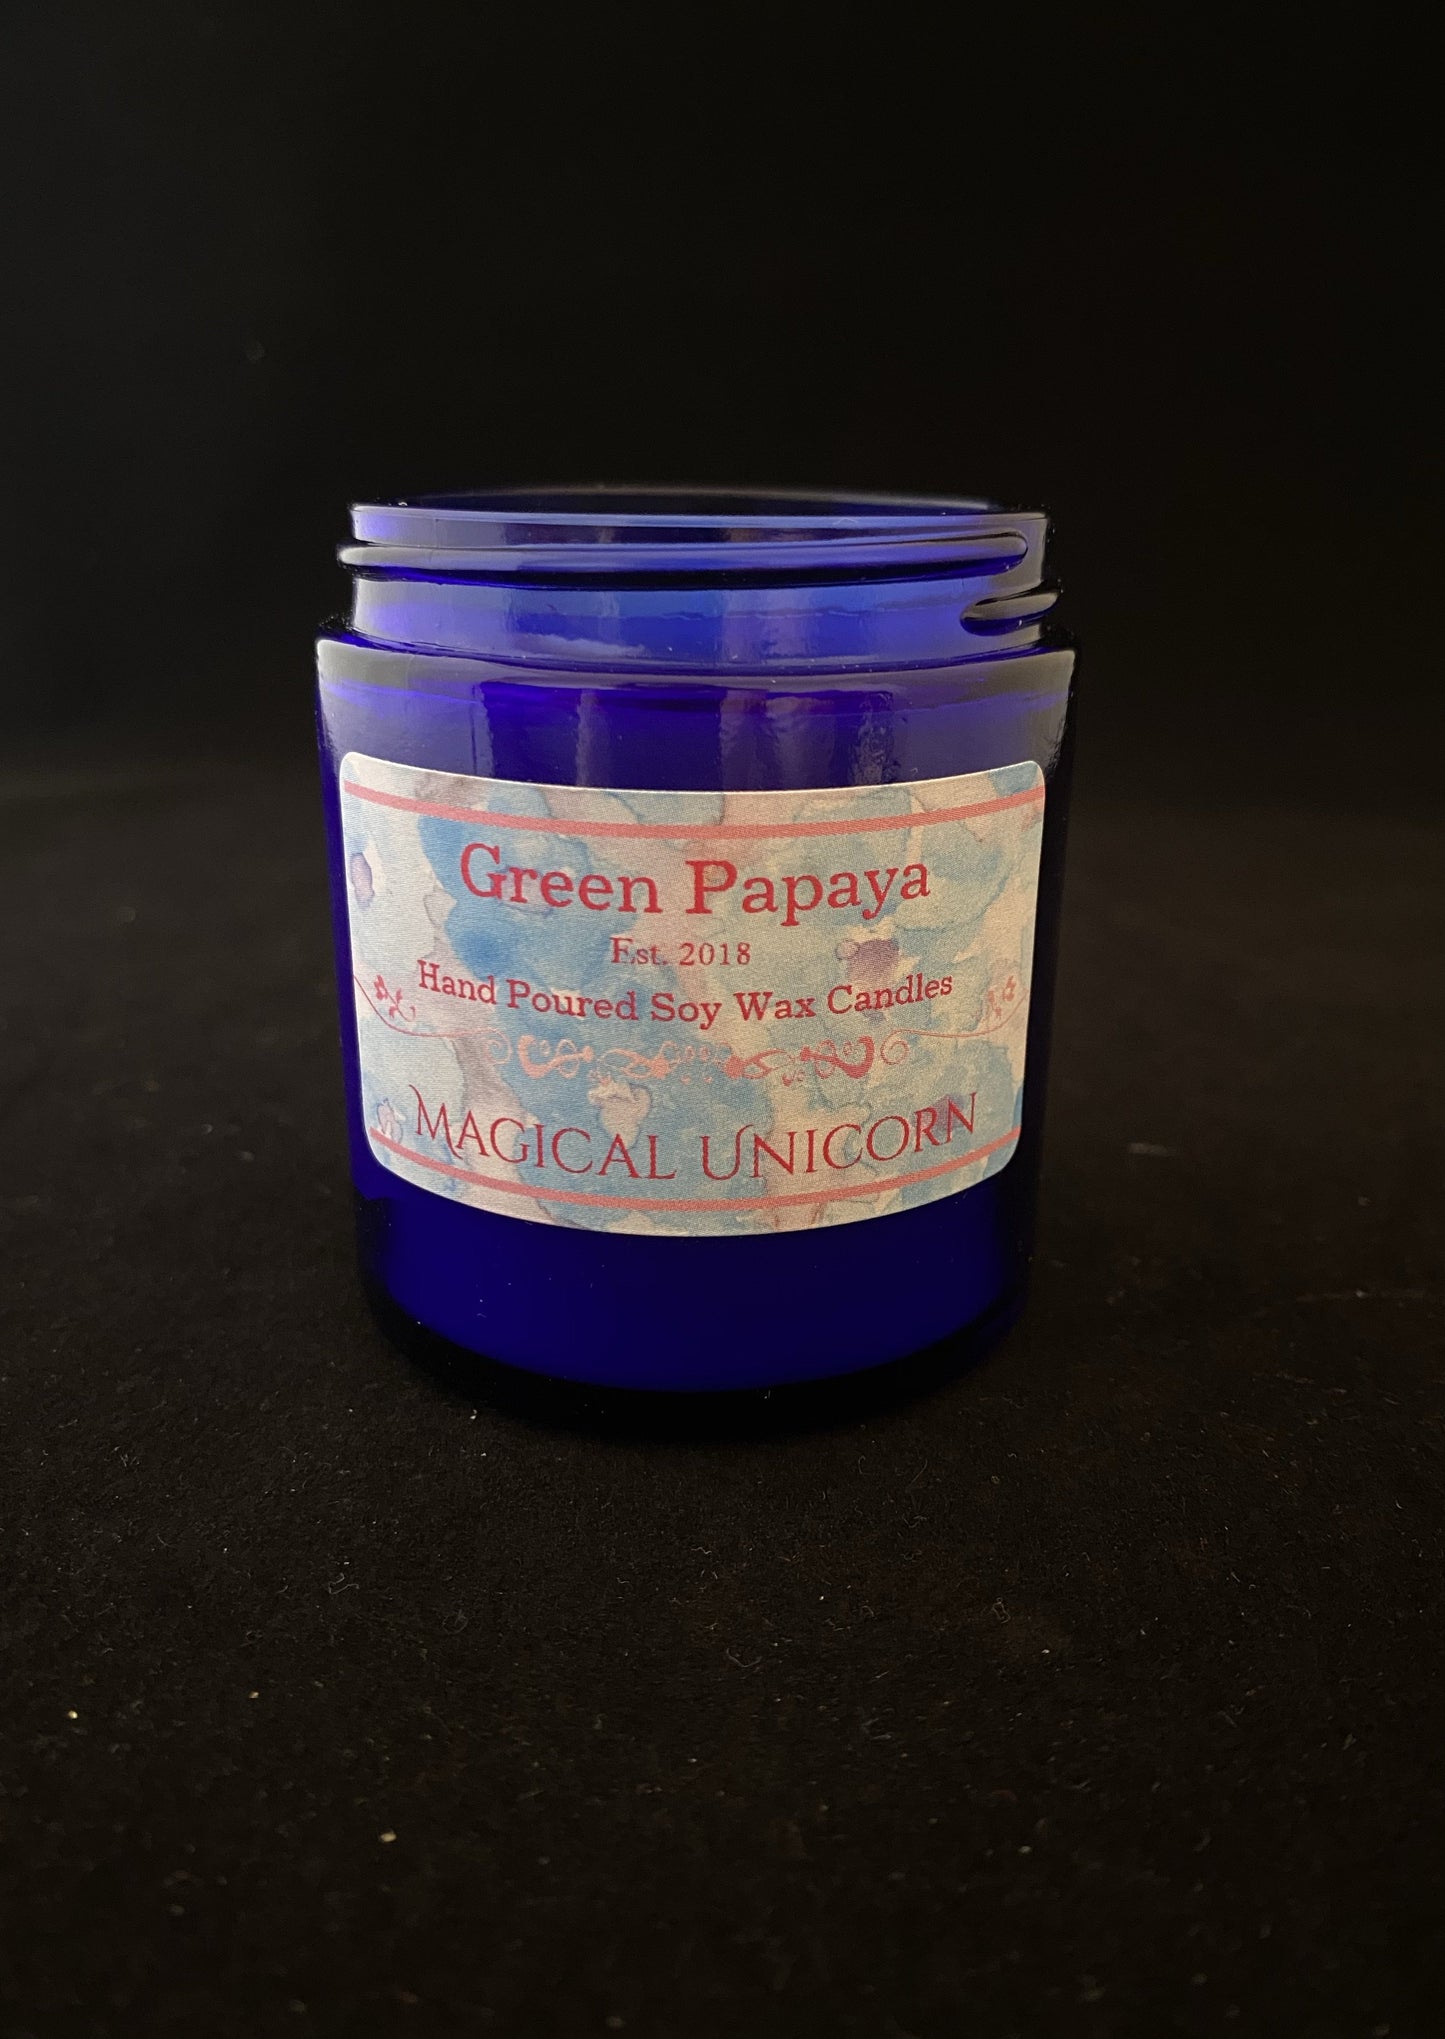 Green Papaya
Est. 2018
Hand Poured Soy Wax Candles
MAGICAL UNICORN